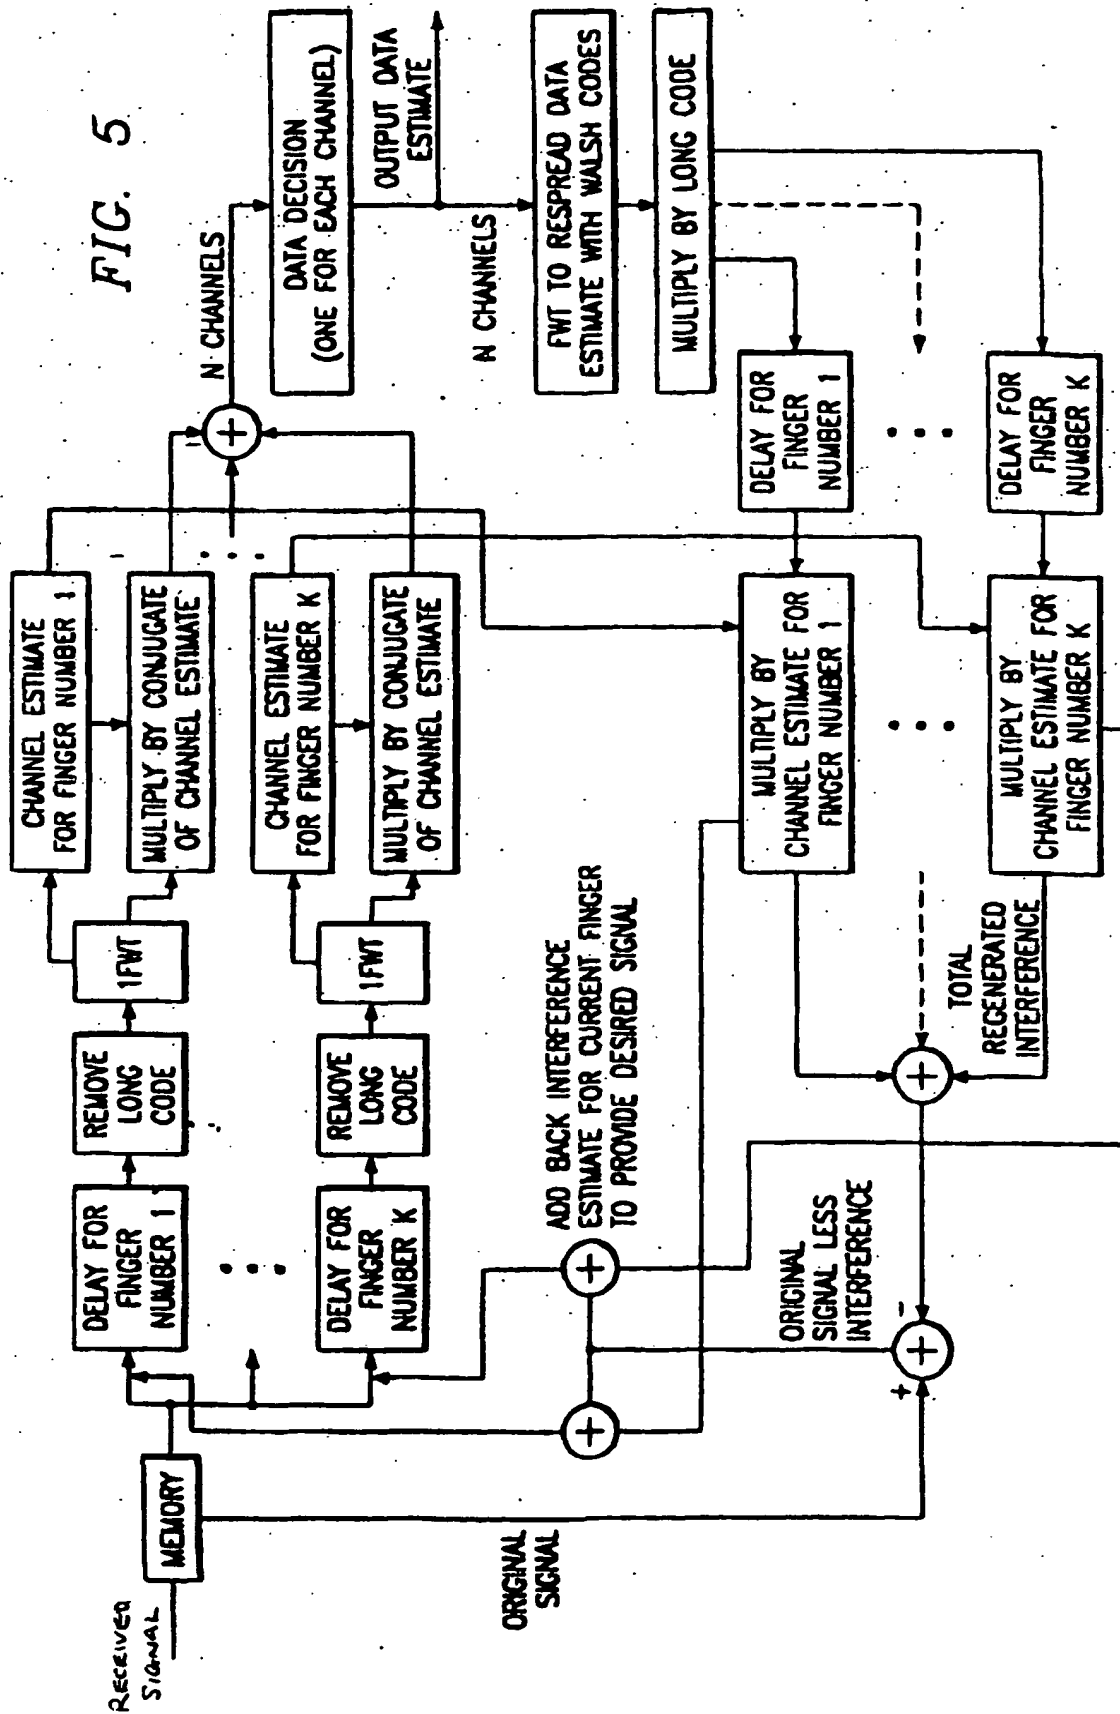 FIG. 5
RECEIVED
SIGNAL
MEMORY
DELAY FOR
FINGER
NUMBER 1
REMOVE
LONG
CODE
1FWT
CHANNEL ESTIMATE
FOR FINGER NUMBER 1
MULTIPLY BY CONJUGATE
OF CHANNEL ESTIMATE
DELAY FOR
FINGER
NUMBER K
REMOVE
LONG
CODE
1FWT
CHANNEL ESTIMATE
FOR FINGER NUMBER K
MULTIPLY BY CONJUGATE
OF CHANNEL ESTIMATE
+
-
N CHANNELS
DATA DECISION
(ONE FOR EACH CHANNEL)
OUTPUT DATA
ESTIMATE
N CHANNELS
FWT TO RESPREAD DATA
ESTIMATE WITH WALSH CODES
MULTIPLY BY LONG CODE
DELAY FOR
FINGER
NUMBER 1
DELAY FOR
FINGER
NUMBER K
MULTIPLY BY
CHANNEL ESTIMATE FOR
FINGER NUMBER 1
MULTIPLY BY
CHANNEL ESTIMATE FOR
FINGER NUMBER K
TOTAL
REGENERATED
INTERFERENCE
+
ADD BACK INTERFERENCE
ESTIMATE FOR CURRENT FINGER
TO PROVIDE DESIRED SIGNAL
+
+
ORIGINAL
SIGNAL LESS
INTERFERENCE
+
+
-
ORIGINAL
SIGNAL